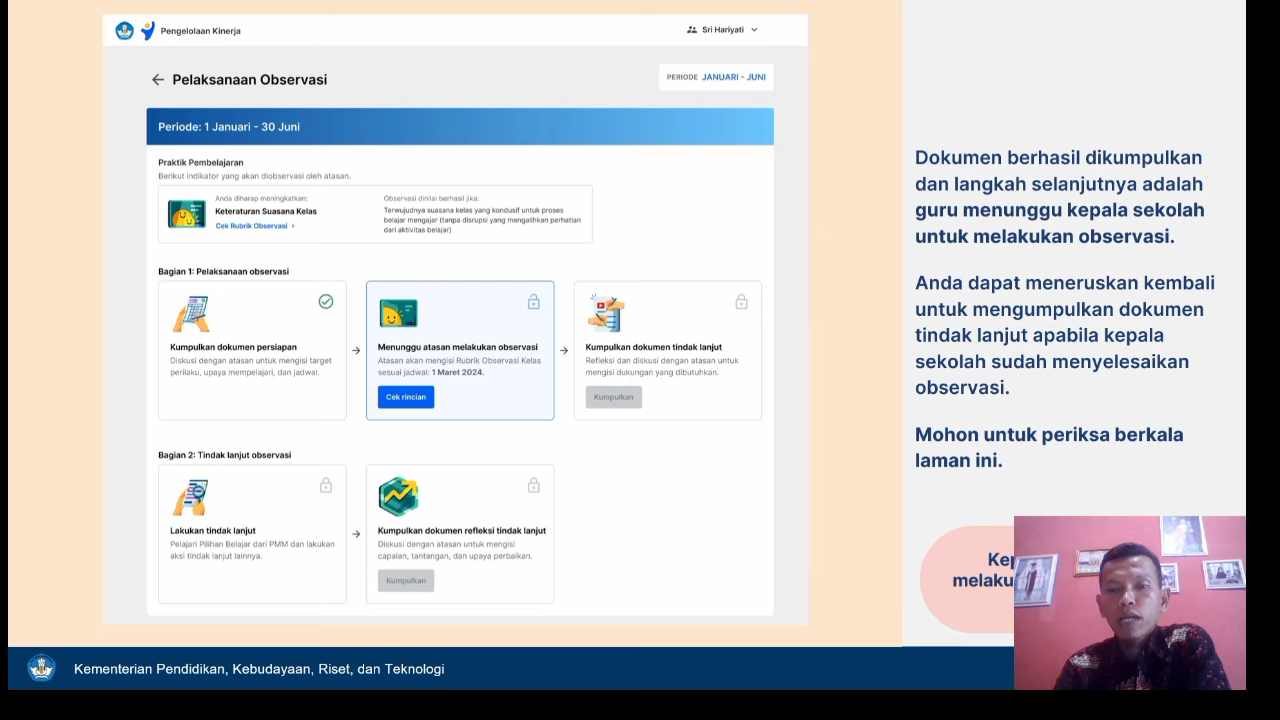 Pengelolaan Kinerja
Sri Hariyati
Pelaksanaan Observasi
PERIODE JANUARI - JUNI
Periode: 1 Januari - 30 Juni
Praktik Pembelajaran
Berikut indikator yang akan diobservasi oleh atasan.
Anda diharap meningkatkan:
Keteraturan Suasana Kelas
Cek Rubrik Observasi
Observasi dinilai berhasil jika:
Terwujudnya suasana kelas yang kondusif untuk proses
belajar mengajar (tanpa disrupsi yang mengalihkan perhatian
dari aktivitas belajar)
Bagian 1: Pelaksanaan observasi
Kumpulkan dokumen persiapan
Diskusi dengan atasan untuk mengisi target
perilaku, upaya mempelajari, dan jadwal.
Menunggu atasan melakukan observasi
Atasan akan mengisi Rubrik Observasi Kelas
sesuai jadwal: 1 Maret 2024.
Cek rincian
Kumpulkan dokumen tindak lanjut
Refleksi dan diskusi dengan atasan untuk
mengisi dukungan yang dibutuhkan.
Kumpulkan
Bagian 2: Tindak lanjut observasi
Lakukan tindak lanjut
Pelajari Pilihan Belajar dari PMM dan lakukan
aksi tindak lanjut lainnya.
Kumpulkan dokumen refleksi tindak lanjut
Diskusi dengan atasan untuk mengisi
capaian, tantangan, dan upaya perbaikan.
Kumpulkan
Dokumen berhasil dikumpulkan
dan langkah selanjutnya adalah
guru menunggu kepala sekolah
untuk melakukan observasi.
Anda dapat meneruskan kembali
untuk mengumpulkan dokumen
tindak lanjut apabila kepala
sekolah sudah menyelesaikan
observasi.
Mohon untuk periksa berkala
laman ini.
Kementerian Pendidikan, Kebudayaan, Riset, dan Teknologi